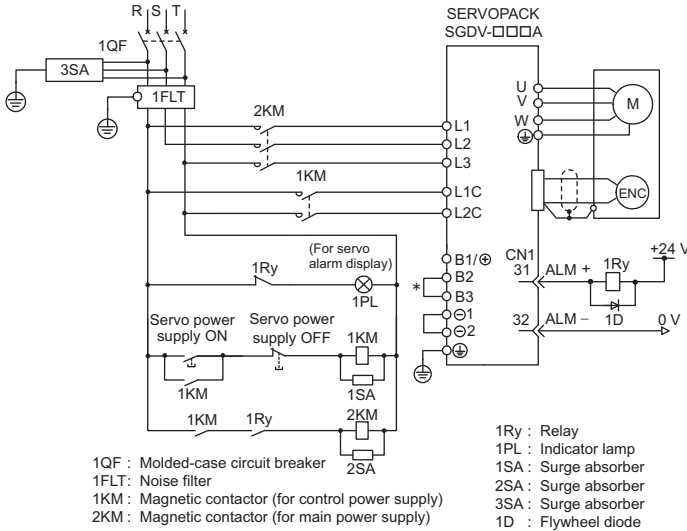 R S T
SERVOPACK
SGDV-□□□A
1QF
3SA
1FLT
2KM
U
V
W
M
L1
L2
L3
1KM
L1C
L2C
ENC
(For servo
alarm display)
1Ry
1PL
B1/⊕
B2
*
B3
⊖1
⊖2
CN1
31
ALM +
1Ry
+24 V
1D
32
ALM −
0 V
Servo power
supply ON
Servo power
supply OFF
1KM
1KM
1SA
1KM
1Ry
2KM
2SA
1QF : Molded-case circuit breaker
1FLT: Noise filter
1KM : Magnetic contactor (for control power supply)
2KM : Magnetic contactor (for main power supply)
1Ry : Relay
1PL : Indicator lamp
1SA : Surge absorber
2SA : Surge absorber
3SA : Surge absorber
1D : Flywheel diode